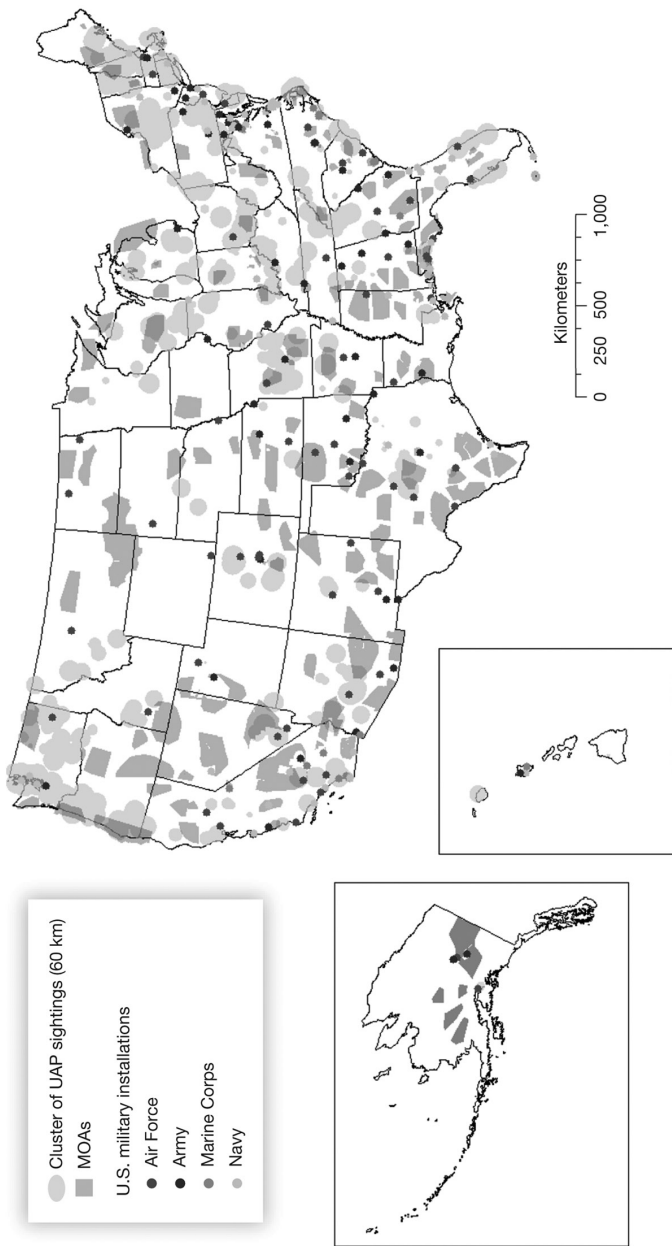 Cluster of UAP sightings (60 km)
MOAs
U.S. military installations
Air Force
Army
Marine Corps
Navy
Kilometers
0 250 500 1,000